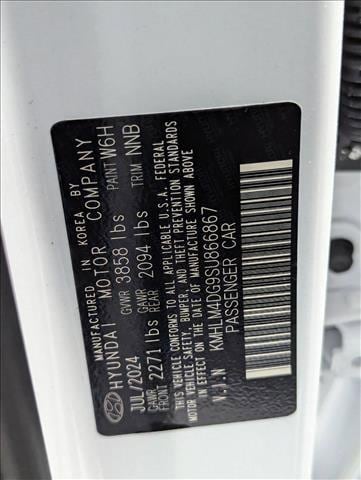 MANUFACTURED IN KOREA BY
HYUNDAI MOTOR COMPANY
JUL/2024 GVWR 3858 lbs PAINT W6H
GAWR FRONT 2271 lbs GAWR REAR 2094 lbs TRIM NNB
THIS VEHICLE CONFORMS TO ALL APPLICABLE U.S.A. FEDERAL
MOTOR VEHICLE SAFETY, BUMPER, AND THEFT PREVENTION STANDARDS
IN EFFECT ON THE DATE OF MANUFACTURE SHOWN ABOVE
V.I.N KMHLM4DG9SU866867
PASSENGER CAR